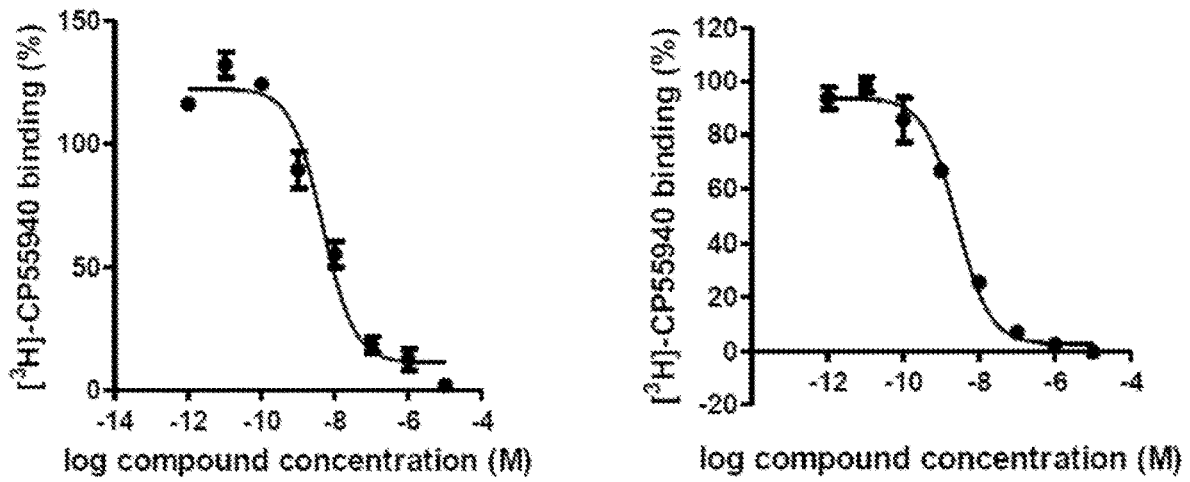 [³H]-CP55940 binding (%)
150
100
50
0
-14 -12 -10 -8 -6 -4
log compound concentration (M)
[³H]-CP55940 binding (%)
120
100
80
60
40
20
0
-20
-12 -10 -8 -6 -4
log compound concentration (M)